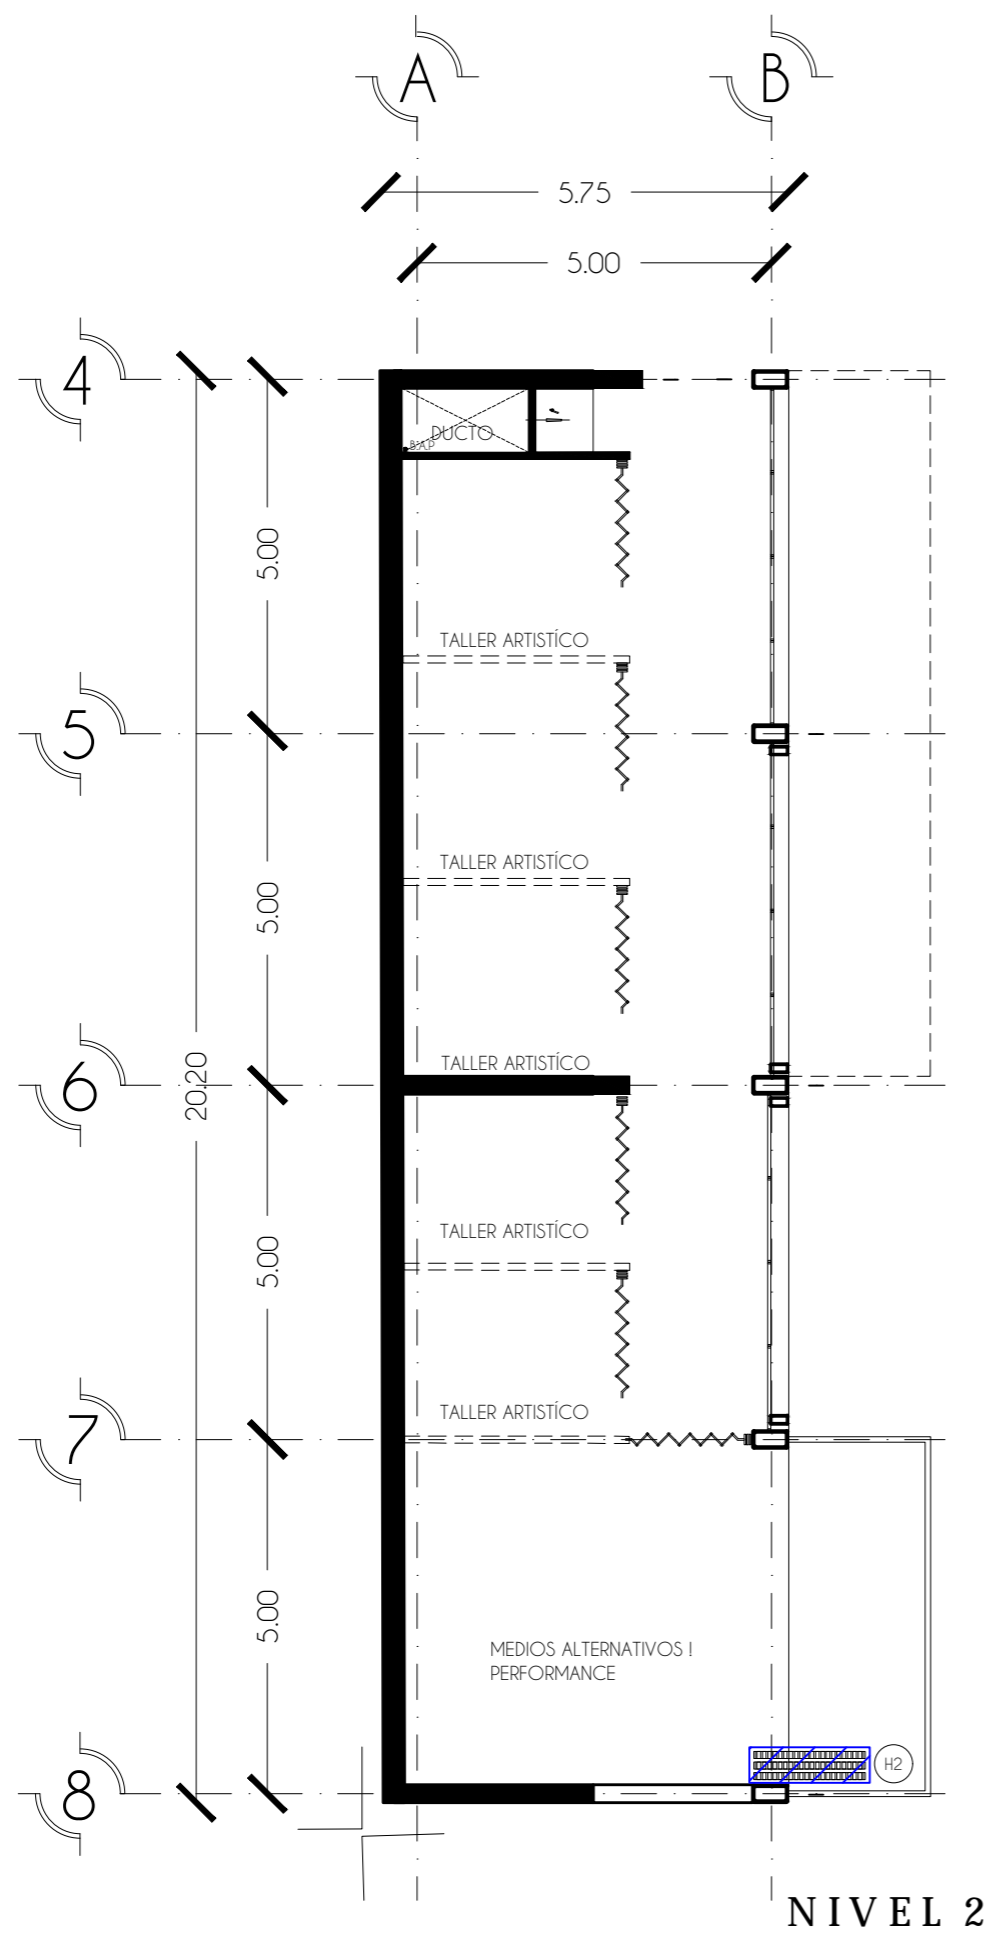 A
B
5.75
5.00
4
DUCTO
B.A.P
5.00
TALLER ARTISTÍCO
5
TALLER ARTISTÍCO
5.00
TALLER ARTISTÍCO
6
20.20
TALLER ARTISTÍCO
5.00
TALLER ARTISTÍCO
7
5.00
MEDIOS ALTERNATIVOS !
PERFORMANCE
H2
8
NIVEL 2